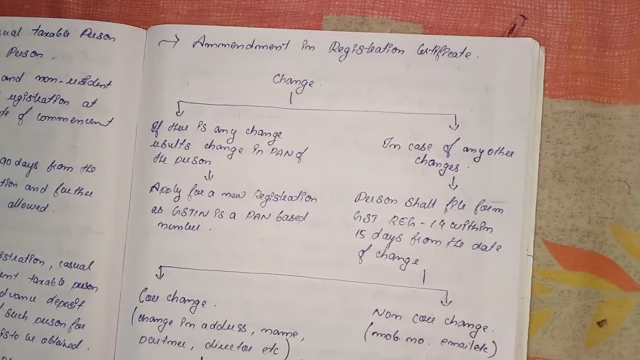 ual taxable Person
Person.
and non-resident
egistration at
te of commencent
90 days from the
tion and further
allowed.
istration, casual
ent taxable person
advance deposit
such person for
is to be obtained.
→ Ammendment in Registration Certificate.
Change
If there is any change
results change in PAN of
the person
Apply for a new Registration
as GSTIN is a PAN based
number.
In case of any other
changes.
Person shall file form
GST REG-14 within
15 days from the date
of change
Core change.
(change in address, name,
partner, director etc)
Non core change.
(mob no. email etc)